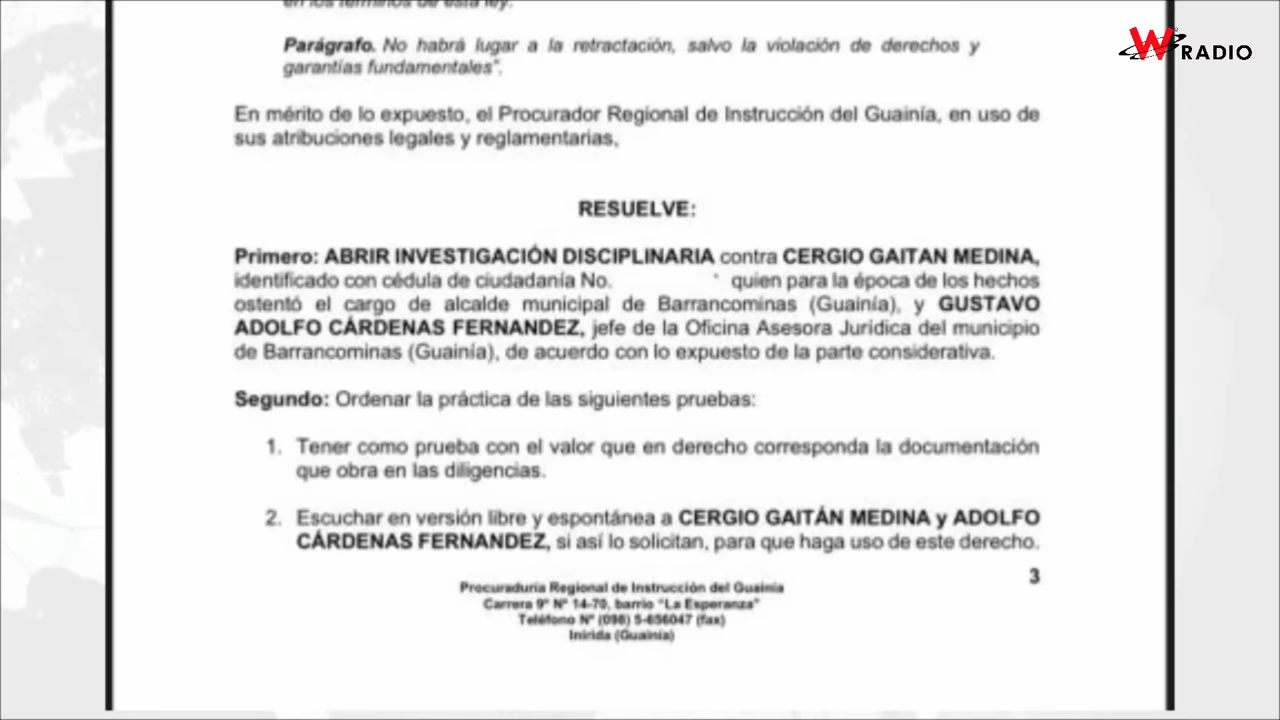 en los términos de esta ley.
W RADIO
Parágrafo. No habrá lugar a la retractación, salvo la violación de derechos y
garantías fundamentales”.
En mérito de lo expuesto, el Procurador Regional de Instrucción del Guainía, en uso de
sus atribuciones legales y reglamentarias,
RESUELVE:
Primero: ABRIR INVESTIGACIÓN DISCIPLINARIA contra CERGIO GAITAN MEDINA,
identificado con cédula de ciudadanía No. quien para la época de los hechos
ostentó el cargo de alcalde municipal de Barrancominas (Guainía), y GUSTAVO
ADOLFO CÁRDENAS FERNANDEZ, jefe de la Oficina Asesora Juridica del municipio
de Barrancominas (Guainía), de acuerdo con lo expuesto de la parte considerativa.
Segundo: Ordenar la práctica de las siguientes pruebas:
1. Tener como prueba con el valor que en derecho corresponda la documentación
que obra en las diligencias.
2. Escuchar en versión libre y espontánea a CERGIO GAITÁN MEDINA y ADOLFO
CÁRDENAS FERNANDEZ, si así lo solicitan, para que haga uso de este derecho.
3
Procuraduría Regional de Instrucción del Guainía
Carrera 9ª Nº 14-70, barrio “La Esperanza”
Teléfono Nº (098) 5-656047 (fax)
Inirida (Guainía)